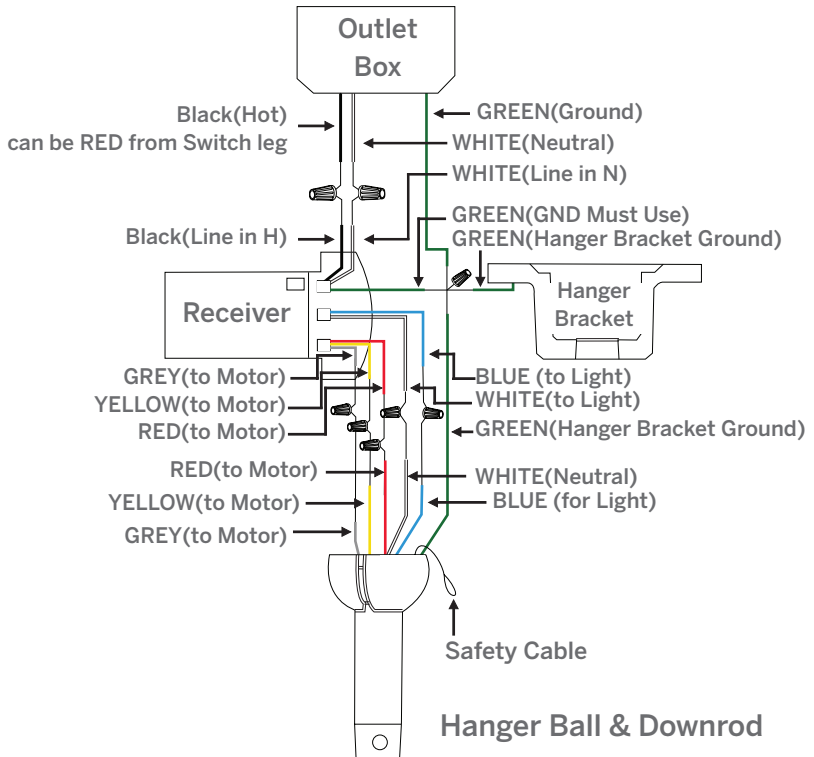 Outlet
Box
Black(Hot)
can be RED from Switch leg
GREEN(Ground)
WHITE(Neutral)
WHITE(Line in N)
GREEN(GND Must Use)
Black(Line in H)
GREEN(Hanger Bracket Ground)
Receiver
Hanger
Bracket
GREY(to Motor)
BLUE (to Light)
YELLOW(to Motor)
WHITE(to Light)
RED(to Motor)
GREEN(Hanger Bracket Ground)
RED(to Motor)
WHITE(Neutral)
YELLOW(to Motor)
BLUE (for Light)
GREY(to Motor)
Safety Cable
Hanger Ball & Downrod